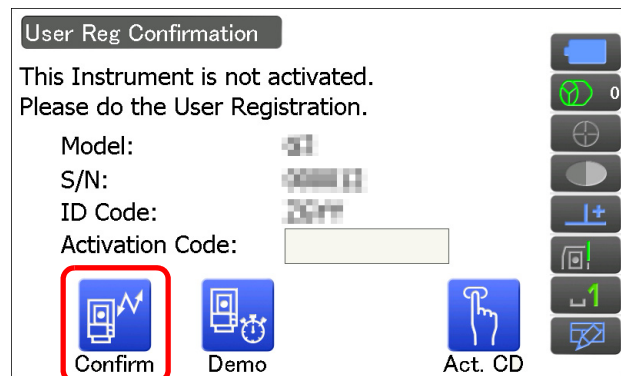 User Reg Confirmation
This Instrument is not activated.
Please do the User Registration.
0
Model:
S/N:
ID Code:
Activation Code:
1
Confirm Demo Act. CD